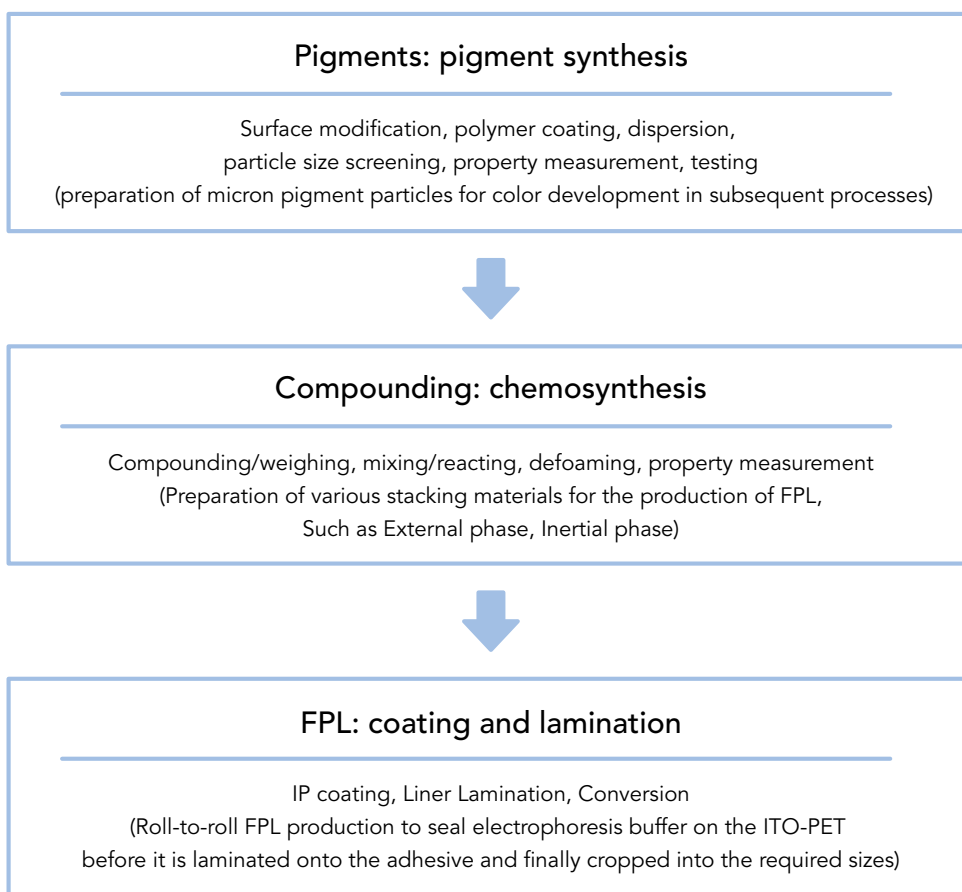 Pigments: pigment synthesis
Surface modification, polymer coating, dispersion,
particle size screening, property measurement, testing
(preparation of micron pigment particles for color development in subsequent processes)
Compounding: chemosynthesis
Compounding/weighing, mixing/reacting, defoaming, property measurement
(Preparation of various stacking materials for the production of FPL,
Such as External phase, Inertial phase)
FPL: coating and lamination
IP coating, Liner Lamination, Conversion
(Roll-to-roll FPL production to seal electrophoresis buffer on the ITO-PET
before it is laminated onto the adhesive and finally cropped into the required sizes)